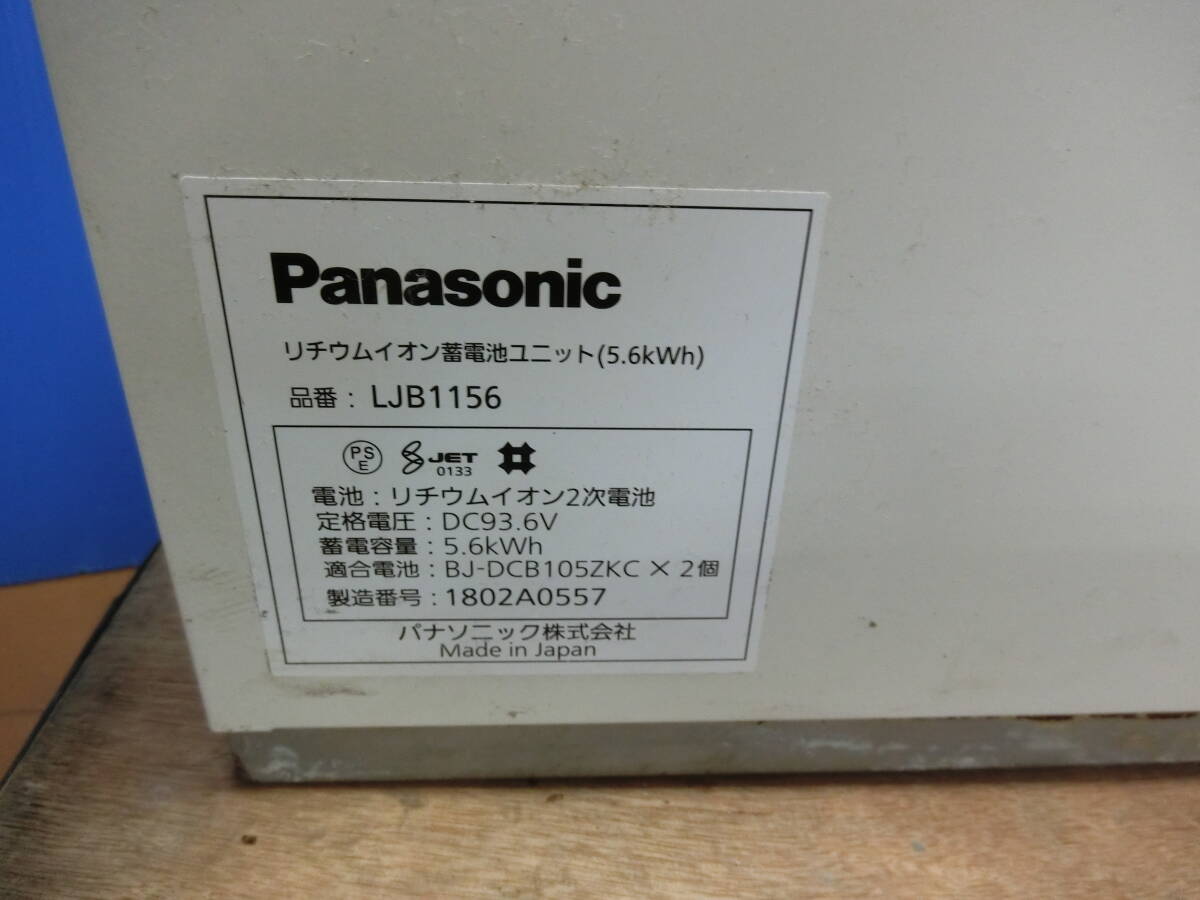 Panasonic
リチウムイオン蓄電池ユニット(5.6kWh)
品番: LJB1156
PS E JET 0133
電池:リチウムイオン2次電池
定格電圧:DC93.6V
蓄電容量:5.6kWh
適合電池:BJ-DCB105ZKC×2個
製造番号:1802A0557
パナソニック株式会社
Made in Japan